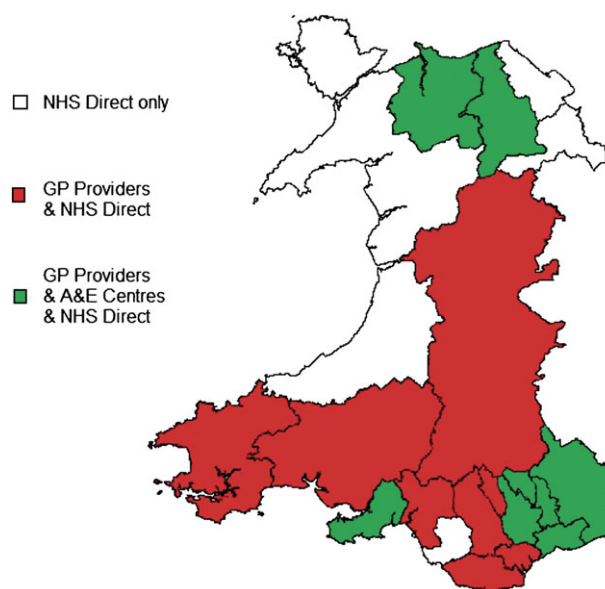 NHS Direct only
GP Providers
& NHS Direct
GP Providers
& A&E Centres
& NHS Direct